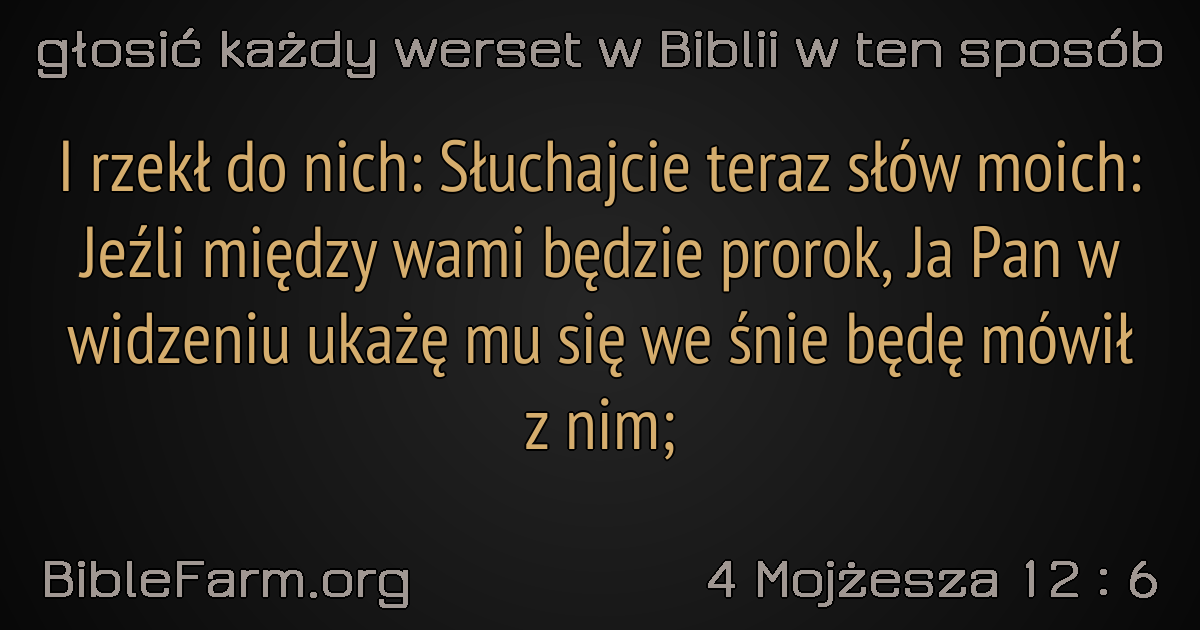 głosić każdy werset w Biblii w ten sposób
I rzekł do nich: Słuchajcie teraz słów moich:
Jeźli między wami będzie prorok, Ja Pan w
widzeniu ukażę mu się we śnie będę mówił
z nim;
BibleFarm.org
4 Mojżesza 12 : 6